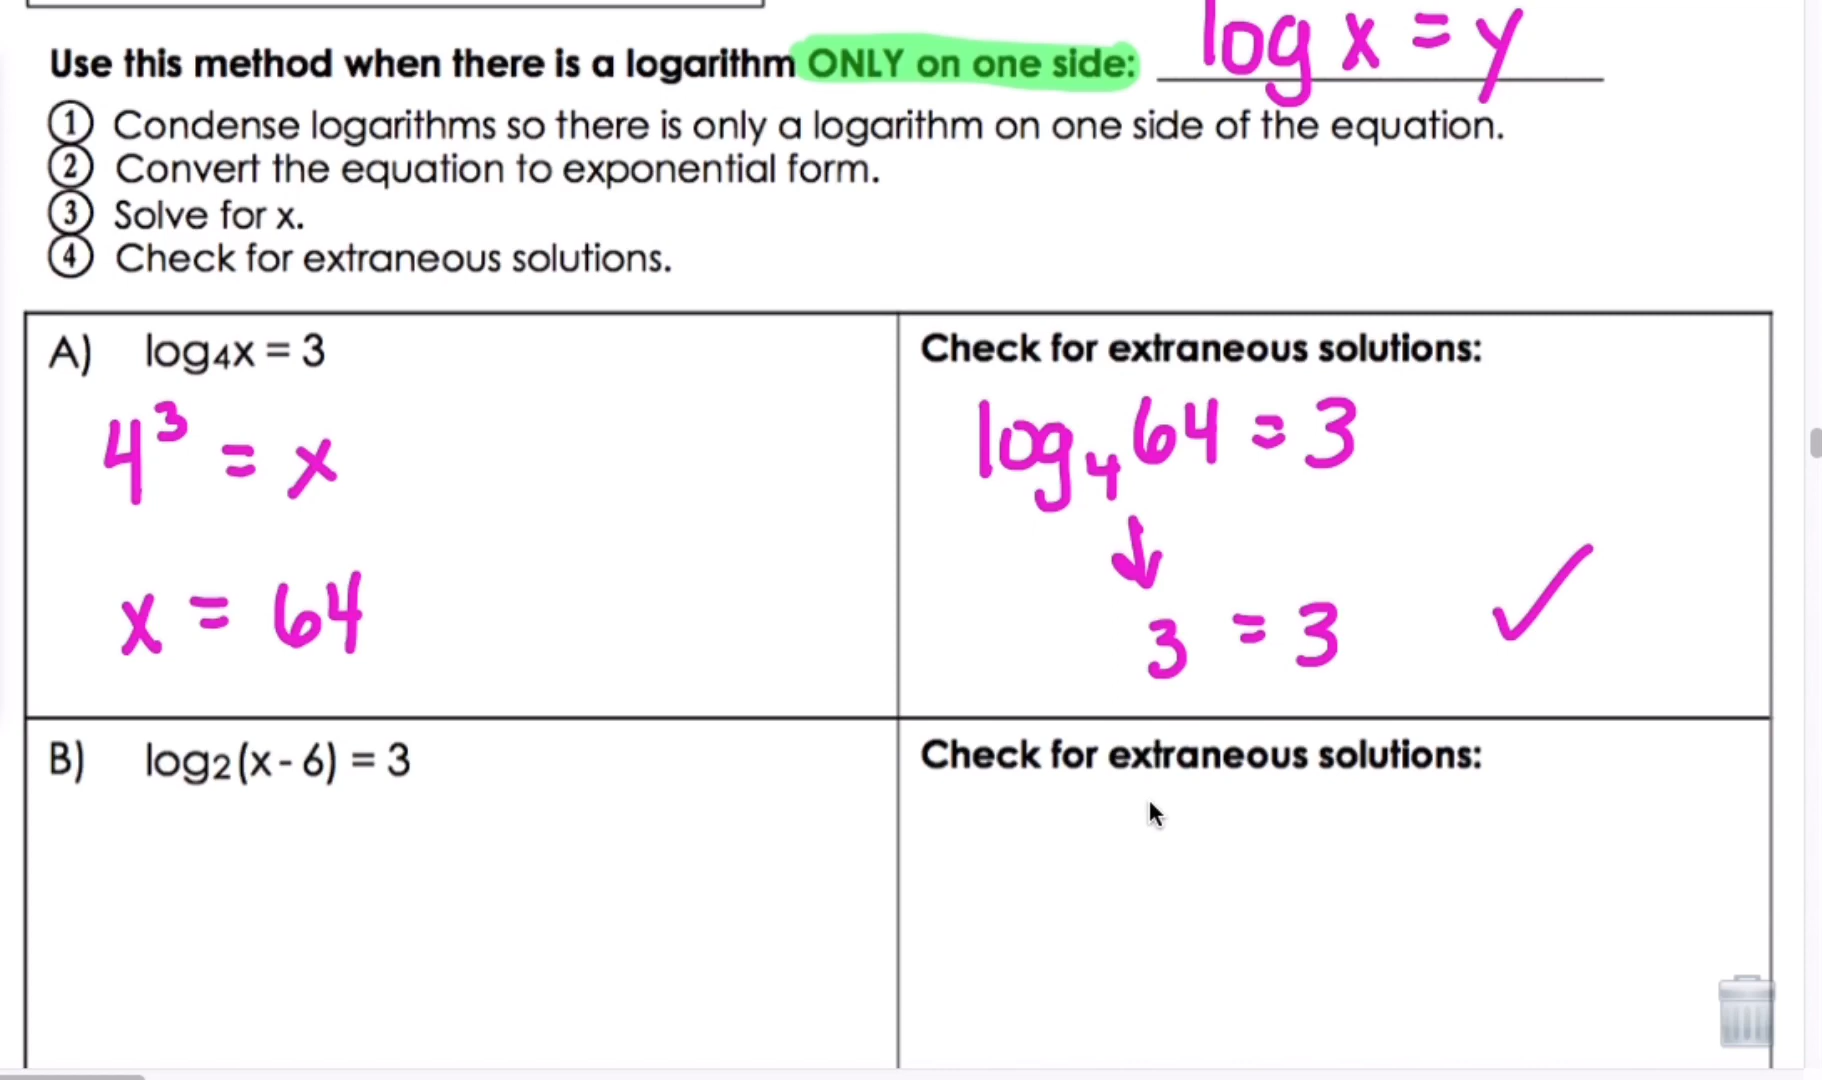 Use this method when there is a logarithm ONLY on one side: log x = y
① Condense logarithms so there is only a logarithm on one side of the equation.
② Convert the equation to exponential form.
③ Solve for x.
④ Check for extraneous solutions.
A) log₄x = 3
4³ = x
x = 64
Check for extraneous solutions:
log₄ 64 = 3
↓
3 = 3 ✓
B) log₂(x - 6) = 3
Check for extraneous solutions: